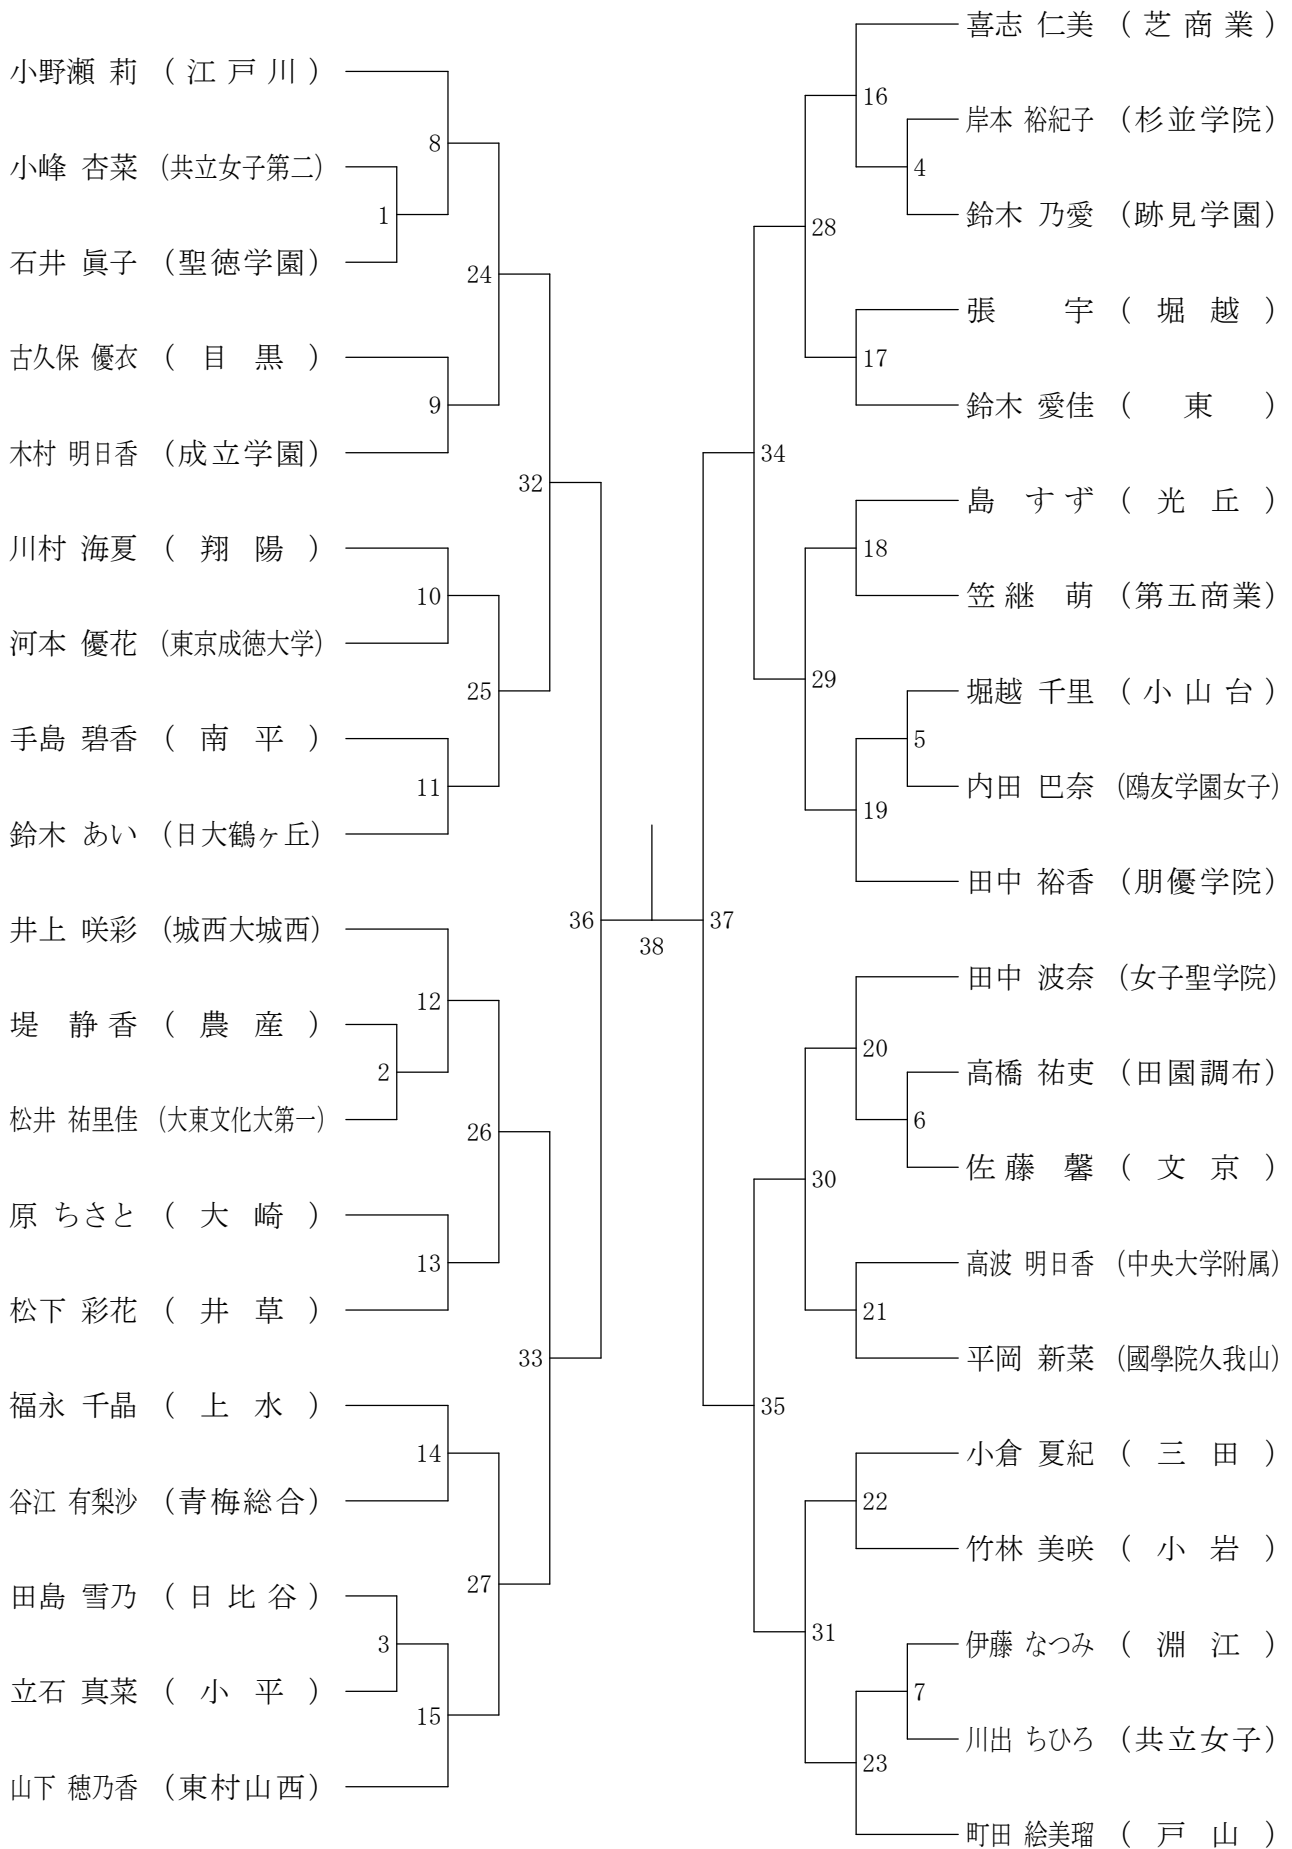 小野瀬 莉 （ 江 戸 川 ）
8
小峰 杏菜 （共立女子第二）
1
石井 眞子 （聖徳学園）
24
古久保 優衣 （ 目 黒 ）
9
木村 明日香 （成立学園）
32
川村 海夏 （ 翔 陽 ）
10
河本 優花 （東京成徳大学）
25
手島 碧香 （ 南 平 ）
11
鈴木 あい （日大鶴ヶ丘）
36
井上 咲彩 （城西大城西）
12
堤 静香 （ 農 産 ）
2
松井 祐里佳 （大東文化大第一）
26
原 ちさと （ 大 崎 ）
13
松下 彩花 （ 井 草 ）
33
福永 千晶 （ 上 水 ）
14
谷江 有梨沙 （青梅総合）
27
田島 雪乃 （ 日 比 谷 ）
3
立石 真菜 （ 小 平 ）
15
山下 穂乃香 （東村山西）
38
喜志 仁美 （ 芝 商 業 ）
16
岸本 裕紀子 （杉並学院）
4
鈴木 乃愛 （跡見学園）
28
張 宇 （ 堀 越 ）
17
鈴木 愛佳 （ 東 ）
34
島 すず （ 光 丘 ）
18
笠継 萌 （第五商業）
29
堀越 千里 （ 小 山 台 ）
5
内田 巴奈 （鴎友学園女子）
19
田中 裕香 （朋優学院）
37
田中 波奈 （女子聖学院）
20
高橋 祐吏 （田園調布）
6
佐藤 馨 （ 文 京 ）
30
高波 明日香 （中央大学附属）
21
平岡 新菜 （國學院久我山）
35
小倉 夏紀 （ 三 田 ）
22
竹林 美咲 （ 小 岩 ）
31
伊藤 なつみ （ 淵 江 ）
7
川出 ちひろ （共立女子）
23
町田 絵美瑠 （ 戸 山 ）